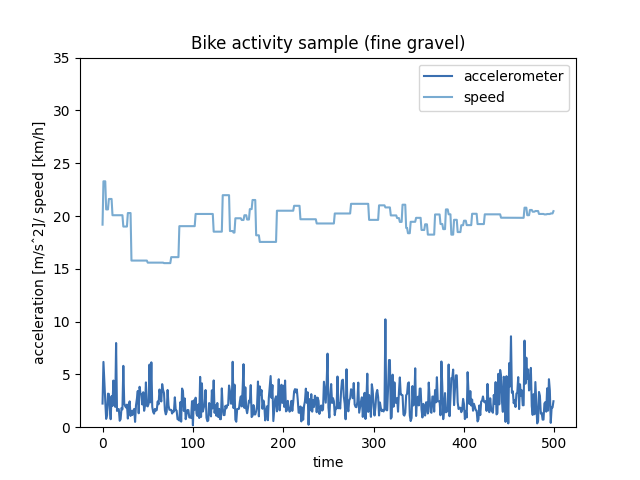 Bike activity sample (fine gravel)
accelerometer
speed
35
30
25
20
15
10
5
0
acceleration [m/s^2]/ speed [km/h]
0 100 200 300 400 500
time